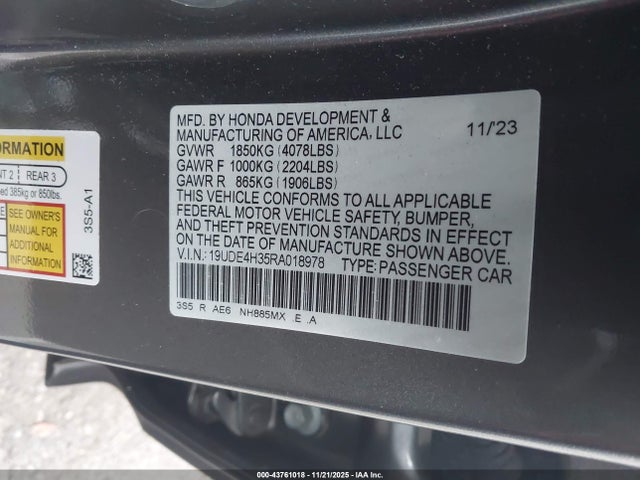 ORMATION
NT 2 REAR 3
ed 385kg or 850lbs.
SEE OWNER'S
MANUAL FOR
ADDITIONAL
INFORMATION
3S5-A1
MFD. BY HONDA DEVELOPMENT &
MANUFACTURING OF AMERICA, LLC 11/'23
GVWR 1850KG (4078LBS)
GAWR F 1000KG (2204LBS)
GAWR R 865KG (1906LBS)
THIS VEHICLE CONFORMS TO ALL APPLICABLE
FEDERAL MOTOR VEHICLE SAFETY, BUMPER,
AND THEFT PREVENTION STANDARDS IN EFFECT
ON THE DATE OF MANUFACTURE SHOWN ABOVE.
V.I.N.: 19UDE4H35RA018978 TYPE: PASSENGER CAR
3S5 R AE6 NH885MX .E .A
00-43761018 — 11/21/2025 — IAA Inc.